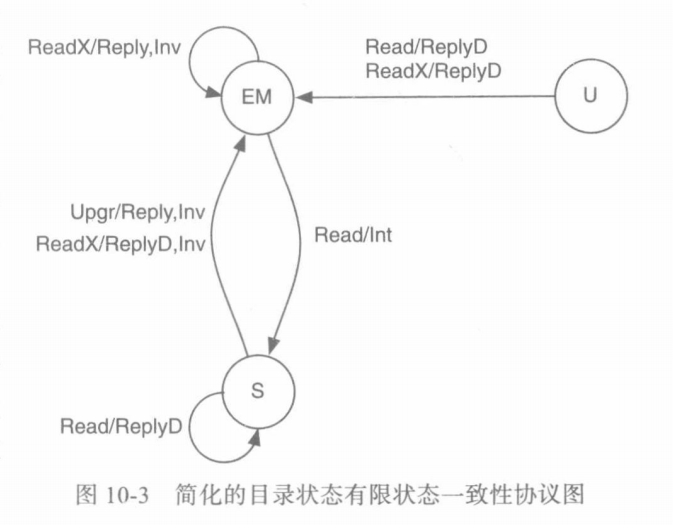 ReadX/Reply,Inv
EM
Read/ReplyD
ReadX/ReplyD
U
Upgr/Reply,Inv
ReadX/ReplyD,Inv
Read/Int
S
Read/ReplyD
图 10-3 简化的目录状态有限状态一致性协议图